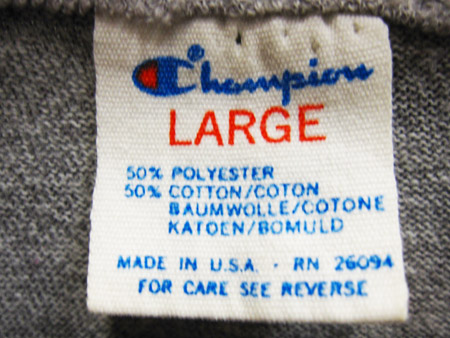 Champion
LARGE
50% POLYESTER
50% COTTON/COTON
BAUMWOLLE/COTONE
KATOEN/BOMULD
MADE IN U.S.A. · RN 26094
FOR CARE SEE REVERSE